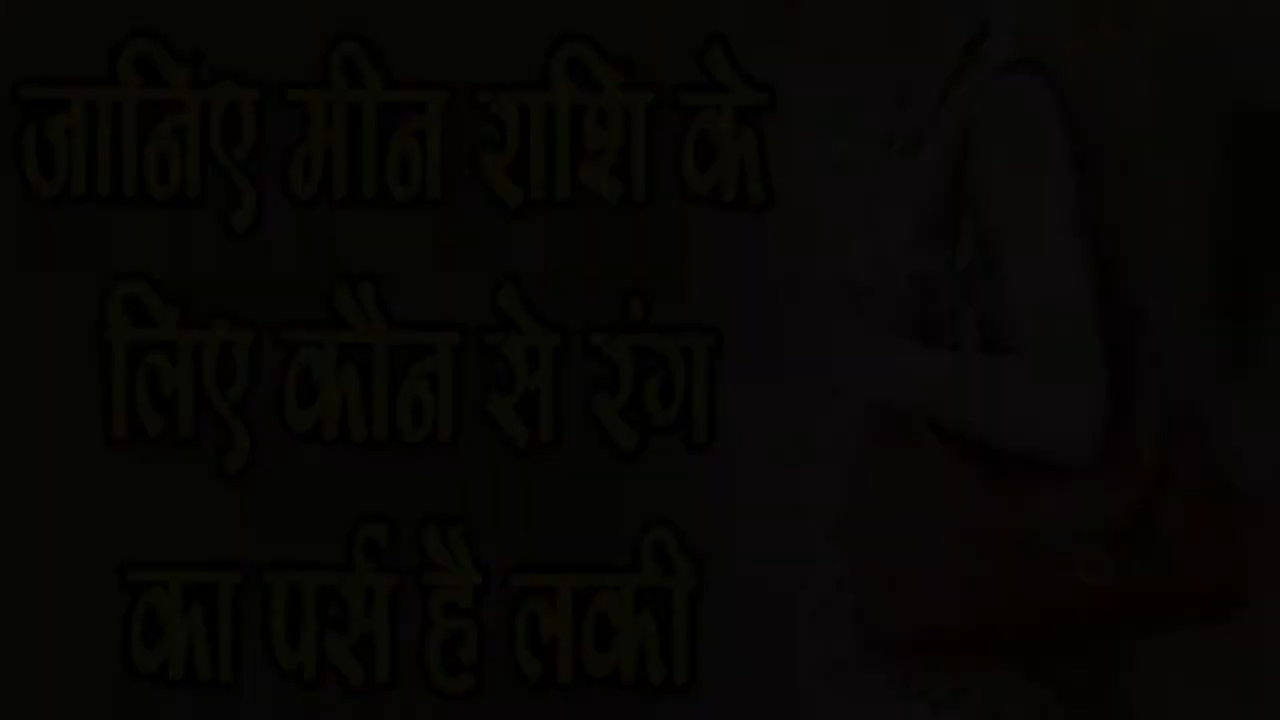 जानिए मीन राशि के
लिए कौन से रंग
का पर्स है लकी